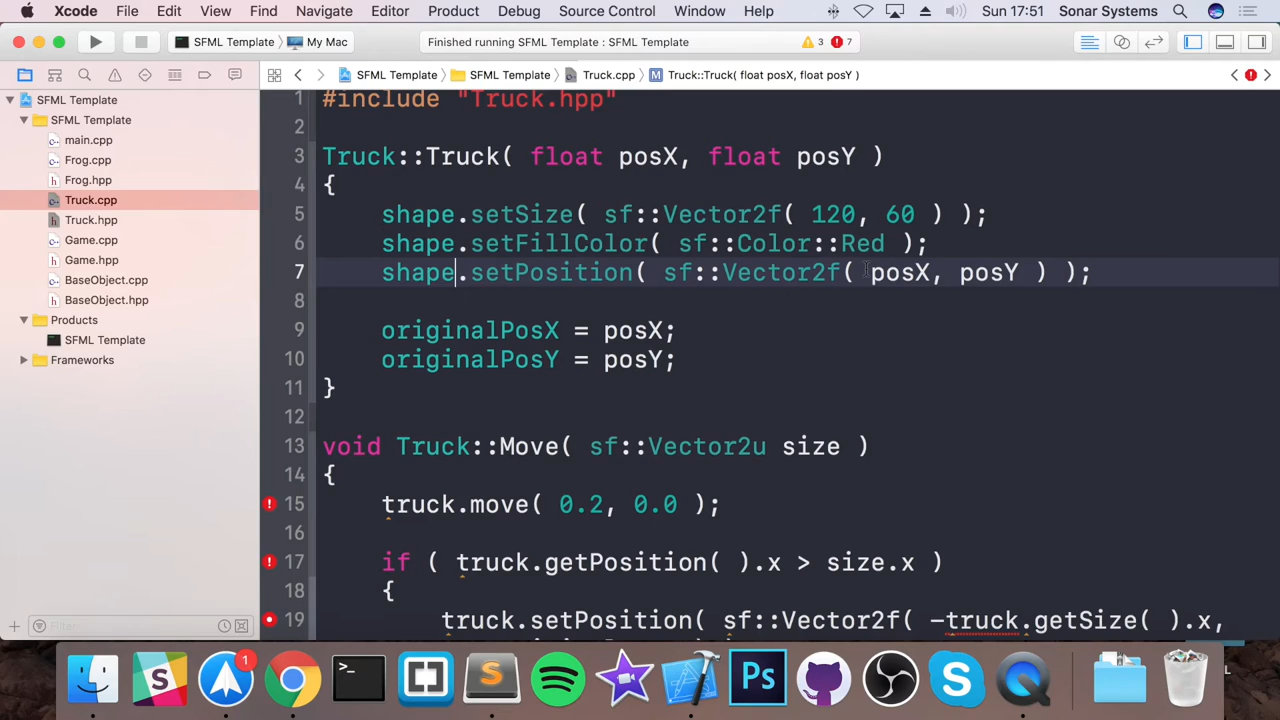 Xcode File Edit View Find Navigate Editor Product Debug Source Control Window Help Sun 17:51 Sonar Systems
SFML Template My Mac Finished running SFML Template : SFML Template 3 7
SFML Template SFML Template Truck.cpp M Truck::Truck( float posX, float posY )
SFML Template
SFML Template
main.cpp
Frog.cpp
Frog.hpp
Truck.cpp
Truck.hpp
Game.cpp
Game.hpp
BaseObject.cpp
BaseObject.hpp
Products
SFML Template
Frameworks
Filter
1 #include "Truck.hpp"
2
3 Truck::Truck( float posX, float posY )
4 {
5 shape.setSize( sf::Vector2f( 120, 60 ) );
6 shape.setFillColor( sf::Color::Red );
7 shape.setPosition( sf::Vector2f( posX, posY ) );
8
9 originalPosX = posX;
10 originalPosY = posY;
11 }
12
13 void Truck::Move( sf::Vector2u size )
14 {
15 truck.move( 0.2, 0.0 );
16
17 if ( truck.getPosition( ).x > size.x )
18 {
19 truck.setPosition( sf::Vector2f( -truck.getSize( ).x,
1
Ps